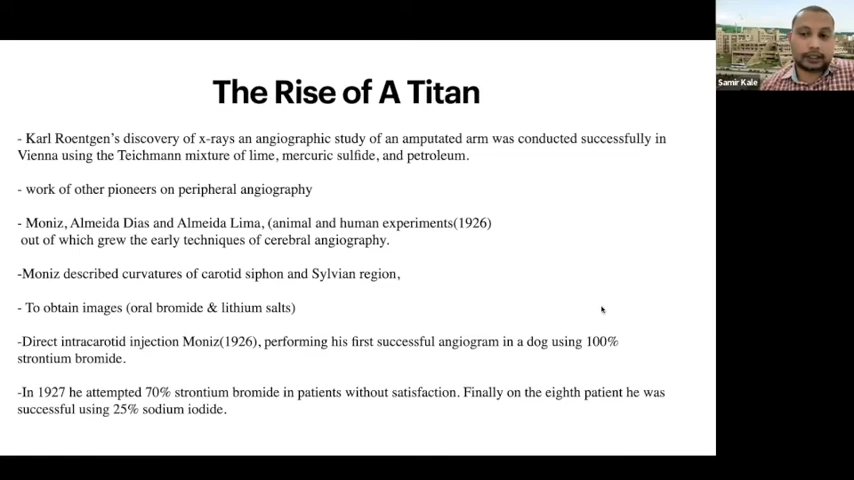 The Rise of A Titan
Samir Kale
- Karl Roentgen's discovery of x-rays an angiographic study of an amputated arm was conducted successfully in
Vienna using the Teichmann mixture of lime, mercuric sulfide, and petroleum.
- work of other pioneers on peripheral angiography
- Moniz, Almeida Dias and Almeida Lima, (animal and human experiments(1926)
out of which grew the early techniques of cerebral angiography.
-Moniz described curvatures of carotid siphon and Sylvian region,
- To obtain images (oral bromide & lithium salts)
-Direct intracarotid injection Moniz(1926), performing his first successful angiogram in a dog using 100%
strontium bromide.
-In 1927 he attempted 70% strontium bromide in patients without satisfaction. Finally on the eighth patient he was
successful using 25% sodium iodide.